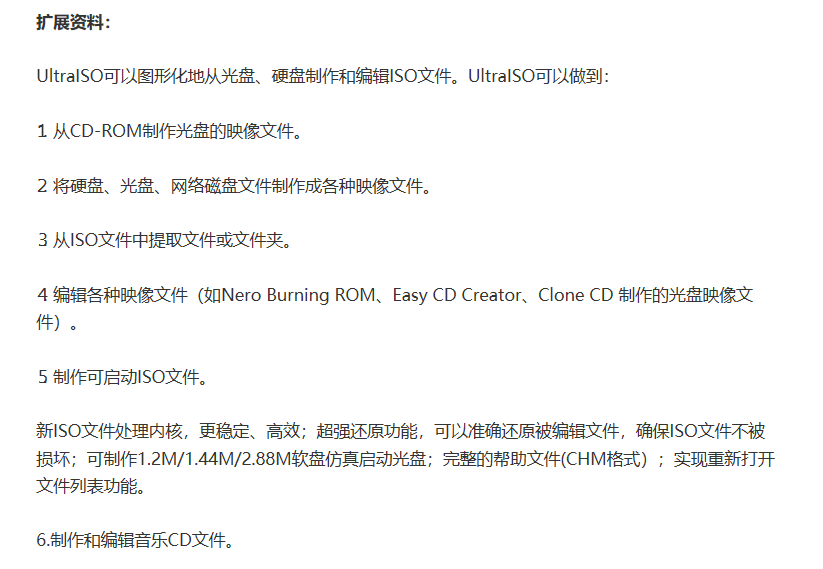 扩展资料：
UltraISO可以图形化地从光盘、硬盘制作和编辑ISO文件。UltraISO可以做到：
1 从CD-ROM制作光盘的映像文件。
2 将硬盘、光盘、网络磁盘文件制作成各种映像文件。
3 从ISO文件中提取文件或文件夹。
4 编辑各种映像文件（如Nero Burning ROM、Easy CD Creator、Clone CD 制作的光盘映像文
件）。
5 制作可启动ISO文件。
新ISO文件处理内核，更稳定、高效；超强还原功能，可以准确还原被编辑文件，确保ISO文件不被
损坏；可制作1.2M/1.44M/2.88M软盘仿真启动光盘；完整的帮助文件(CHM格式）；实现重新打开
文件列表功能。
6.制作和编辑音乐CD文件。